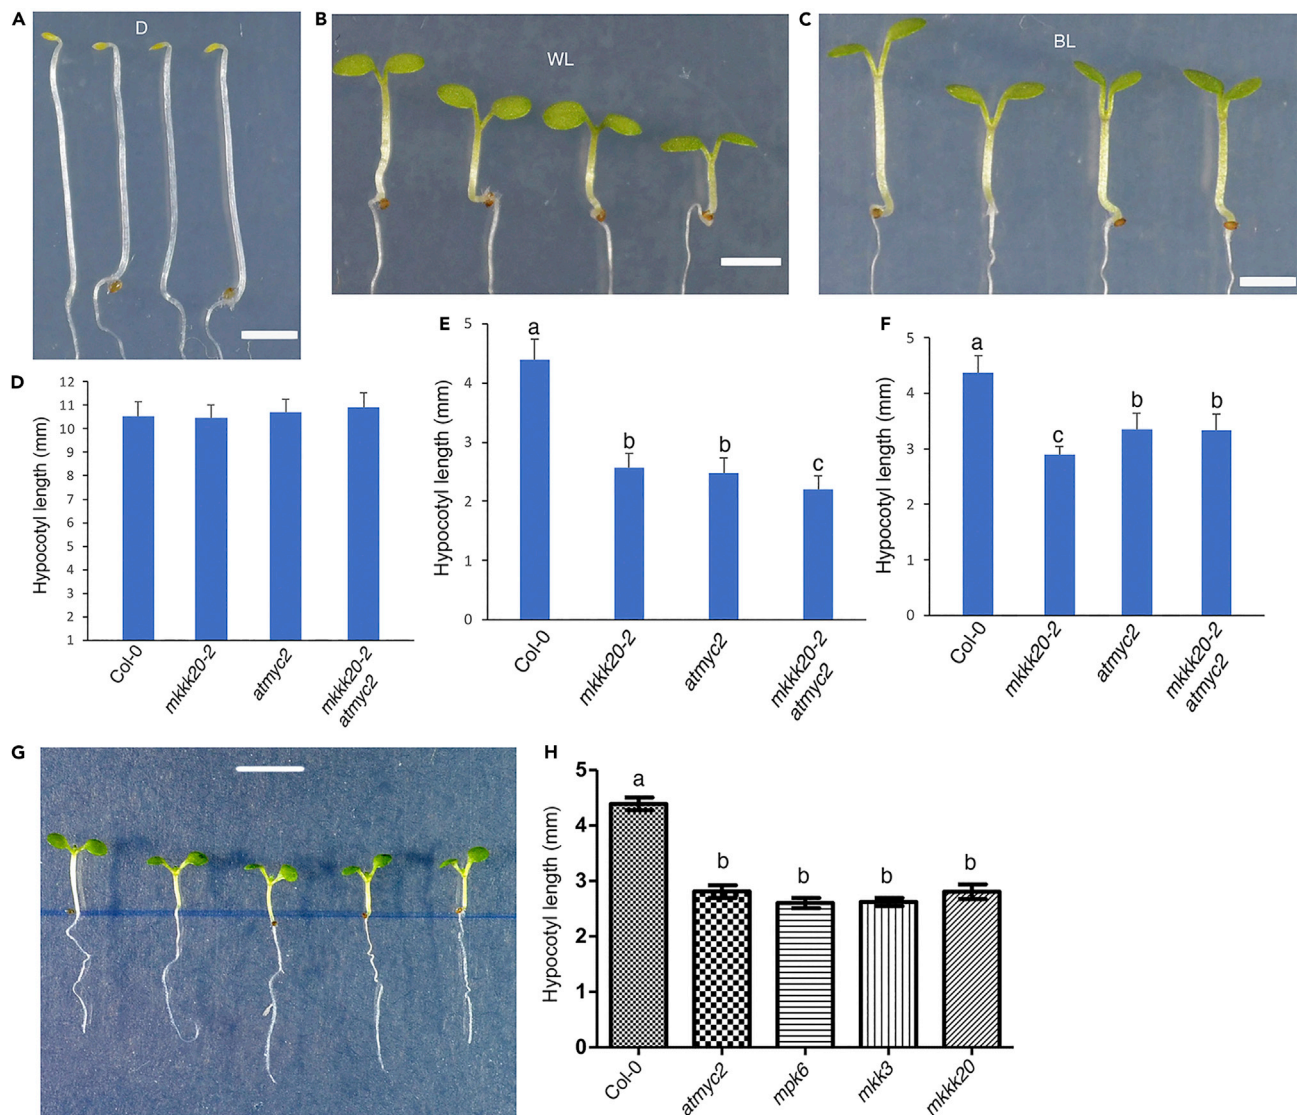 A
D
B
WL
C
BL
D
Hypocotyl length (mm)
12
11
10
9
8
7
6
5
4
3
2
1
Col-0
mkkk20-2
atmyc2
mkkk20-2
atmyc2
E
Hypocotyl length (mm)
5
4
3
2
1
0
a
b
b
c
Col-0
mkkk20-2
atmyc2
mkkk20-2
atmyc2
F
Hypocotyl length (mm)
5
4
3
2
1
0
a
c
b
b
Col-0
mkkk20-2
atmyc2
mkkk20-2
atmyc2
G
H
Hypocotyl length (mm)
5
4
3
2
1
0
a
b
b
b
b
Col-0
atmyc2
mpk6
mkk3
mkkk20